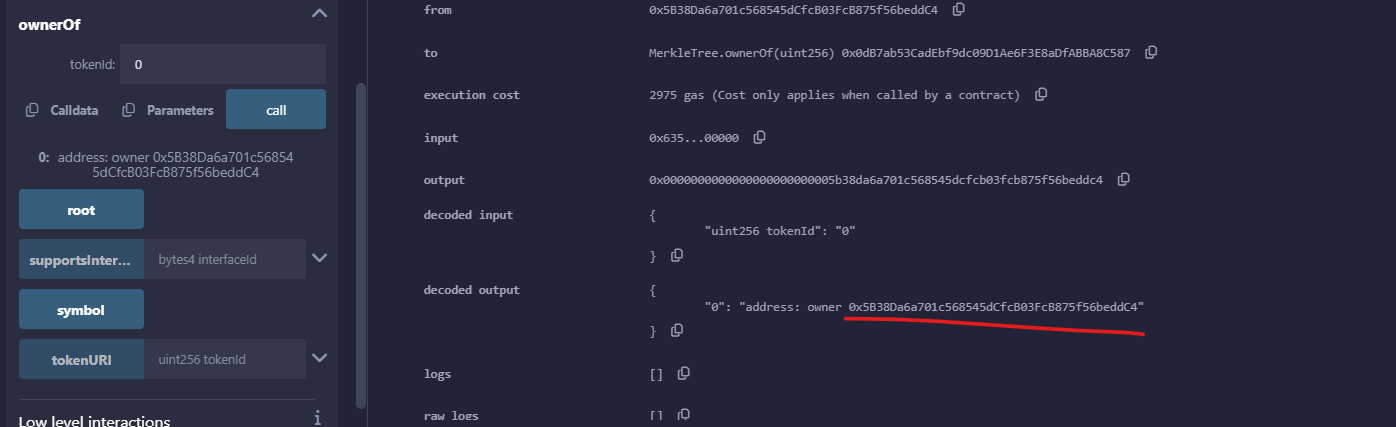 ownerOf
tokenId:
0
Calldata
Parameters
call
0: address: owner 0x5B38Da6a701c56854
5dCfcB03FcB875f56beddC4
root
supportsInter...
bytes4 interfaceId
symbol
tokenURI
uint256 tokenId
Low level interactions
i
from
0x5B38Da6a701c568545dCfcB03FcB875f56beddC4
to
MerkleTree.ownerOf(uint256) 0x0dB7ab53CadEbf9dc09D1Ae6F3E8aDfABBA8C587
execution cost
2975 gas (Cost only applies when called by a contract)
input
0x635...00000
output
0x0000000000000000000000005b38da6a701c568545dcfcb03fcb875f56beddc4
decoded input
{
"uint256 tokenId": "0"
}
decoded output
{
"0": "address: owner 0x5B38Da6a701c568545dCfcB03FcB875f56beddC4"
}
logs
[]
raw logs
[]